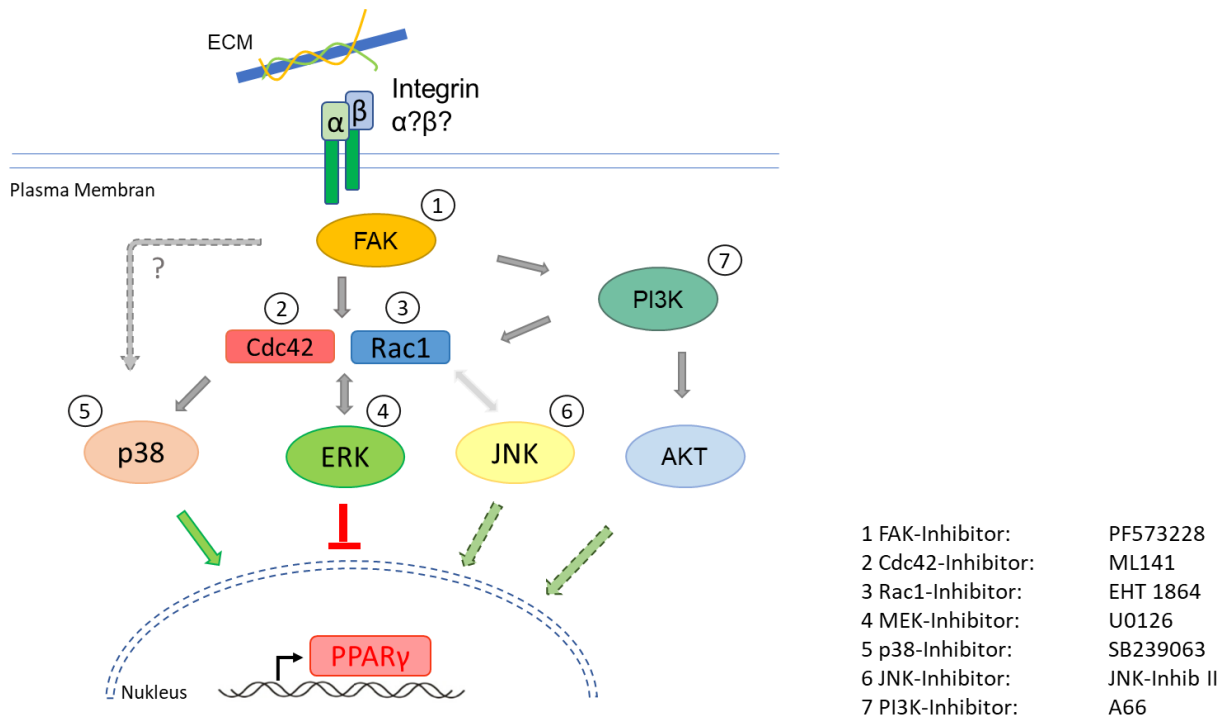 ECM
Integrin
α?β?
α
β
Plasma Membran
1
FAK
?
7
PI3K
2
3
Cdc42
Rac1
5
4
6
p38
ERK
JNK
AKT
PPARγ
Nukleus
1 FAK-Inhibitor: PF573228
2 Cdc42-Inhibitor: ML141
3 Rac1-Inhibitor: EHT 1864
4 MEK-Inhibitor: U0126
5 p38-Inhibitor: SB239063
6 JNK-Inhibitor: JNK-Inhib II
7 PI3K-Inhibitor: A66